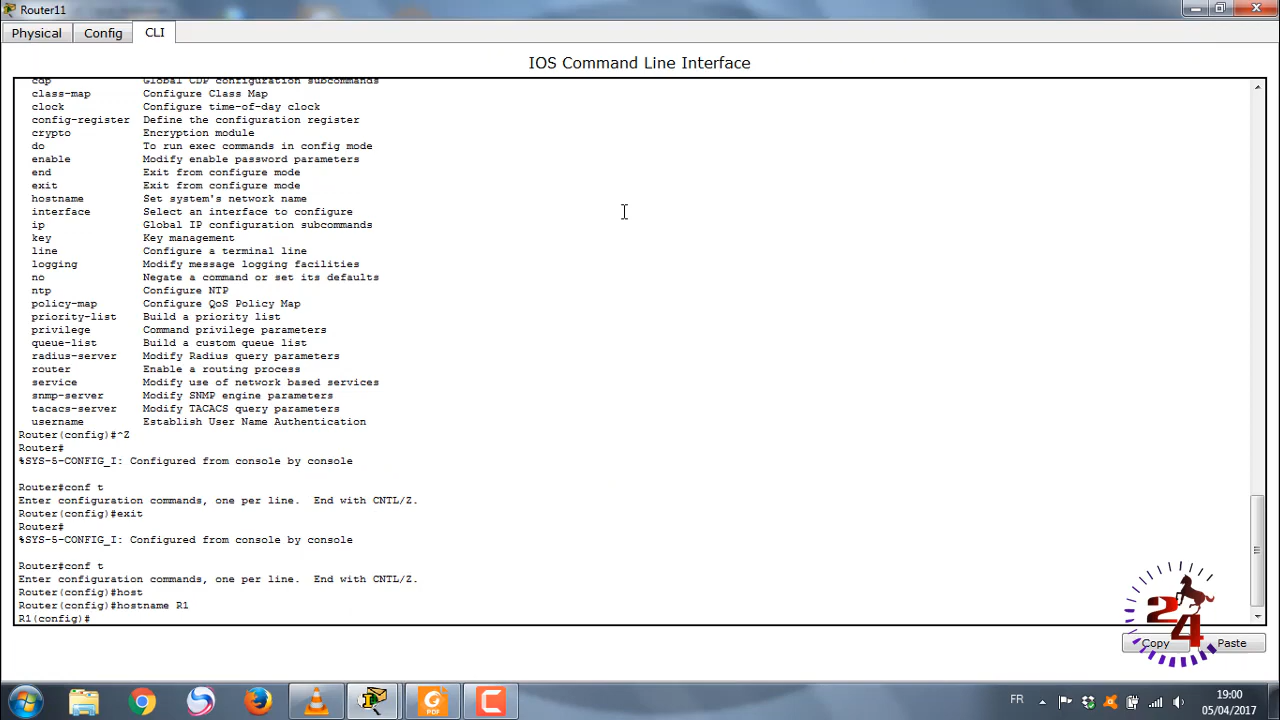 Router11
Physical Config CLI
IOS Command Line Interface
cdp Global CDP configuration subcommands
class-map Configure Class Map
clock Configure time-of-day clock
config-register Define the configuration register
crypto Encryption module
do To run exec commands in config mode
enable Modify enable password parameters
end Exit from configure mode
exit Exit from configure mode
hostname Set system's network name
interface Select an interface to configure
ip Global IP configuration subcommands
key Key management
line Configure a terminal line
logging Modify message logging facilities
no Negate a command or set its defaults
ntp Configure NTP
policy-map Configure QoS Policy Map
priority-list Build a priority list
privilege Command privilege parameters
queue-list Build a custom queue list
radius-server Modify Radius query parameters
router Enable a routing process
service Modify use of network based services
snmp-server Modify SNMP engine parameters
tacacs-server Modify TACACS query parameters
username Establish User Name Authentication
Router(config)#^Z
Router#
%SYS-5-CONFIG_I: Configured from console by console
Router#conf t
Enter configuration commands, one per line. End with CNTL/Z.
Router(config)#exit
Router#
%SYS-5-CONFIG_I: Configured from console by console
Router#conf t
Enter configuration commands, one per line. End with CNTL/Z.
Router(config)#host
Router(config)#hostname R1
R1(config)#
24
Copy Paste
PDF
FR
19:00
05/04/2017